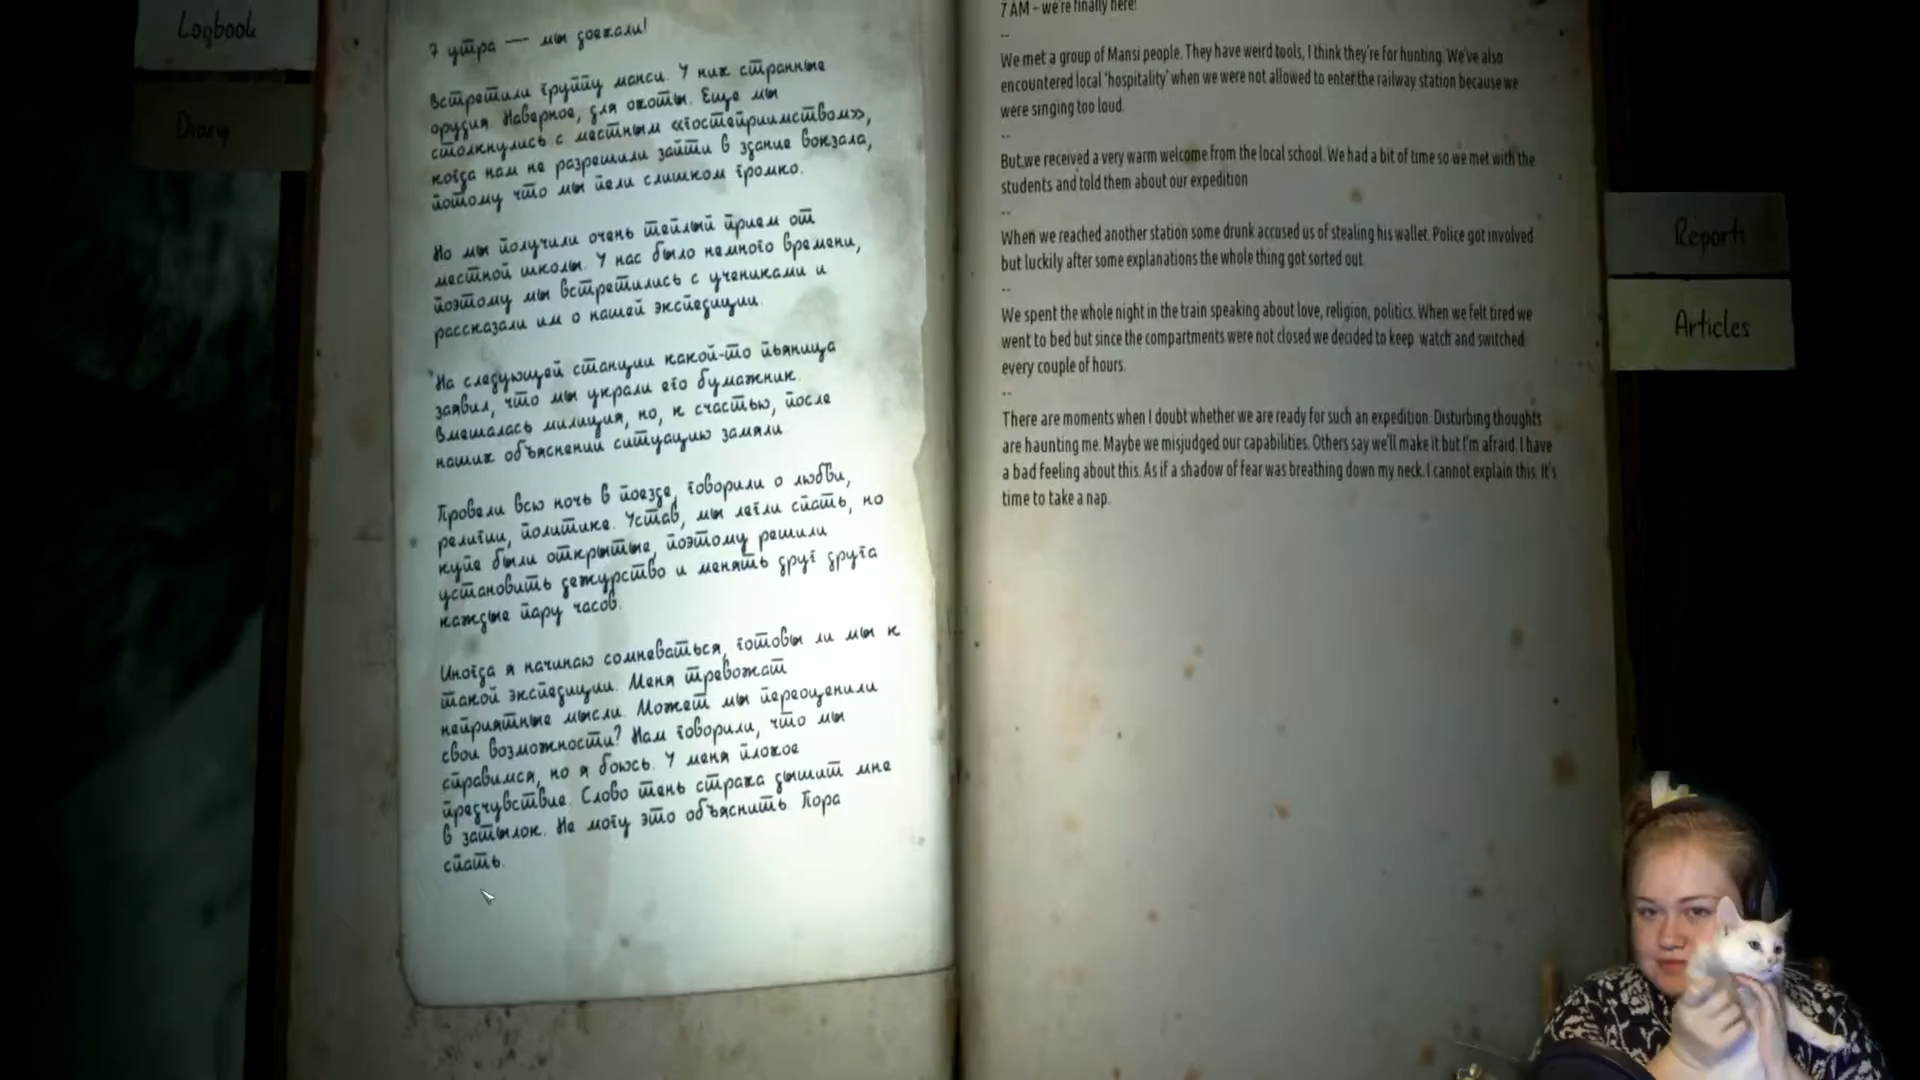 Logbook
Diary
7 утра — мы доехали!
Встретили группу манси. У них странные
орудия. Наверное, для охоты. Еще мы
столкнулись с местным «гостеприимством»,
когда нам не разрешили зайти в здание вокзала,
потому что мы пели слишком громко.
Но мы получили очень теплый прием от
местной школы. У нас было немного времени,
поэтому мы встретились с учениками и
рассказали им о нашей экспедиции.
На следующей станции какой-то пьяница
заявил, что мы украли его бумажник.
Вмешалась милиция, но, к счастью, после
наших объяснений ситуацию замяли
Провели всю ночь в поезде, говорили о любви,
религии, политике. Устав, мы легли спать, но
купе были открытые, поэтому решили
установить дежурство и менять друг друга
каждые пару часов.
Иногда я начинаю сомневаться, готовы ли мы к
такой экспедиции. Меня тревожат
неприятные мысли. Может мы переоценили
свои возможности? Нам говорили, что мы
справимся, но я боюсь. У меня плохое
предчувствие. Слово тень страха дышит мне
в затылок. Не могу это объяснить. Пора
спать.
7 AM – we're finally here!
--
We met a group of Mansi people. They have weird tools, I think they're for hunting. We've also
encountered local 'hospitality' when we were not allowed to enter the railway station because we
were singing too loud.
--
But we received a very warm welcome from the local school. We had a bit of time so we met with the
students and told them about our expedition
--
When we reached another station some drunk accused us of stealing his wallet. Police got involved
but luckily after some explanations the whole thing got sorted out.
--
We spent the whole night in the train speaking about love, religion, politics. When we felt tired we
went to bed but since the compartments were not closed we decided to keep watch and switched
every couple of hours.
--
There are moments when I doubt whether we are ready for such an expedition. Disturbing thoughts
are haunting me. Maybe we misjudged our capabilities. Others say we'll make it but I'm afraid. I have
a bad feeling about this. As if a shadow of fear was breathing down my neck. I cannot explain this. It's
time to take a nap.
Reports
Articles